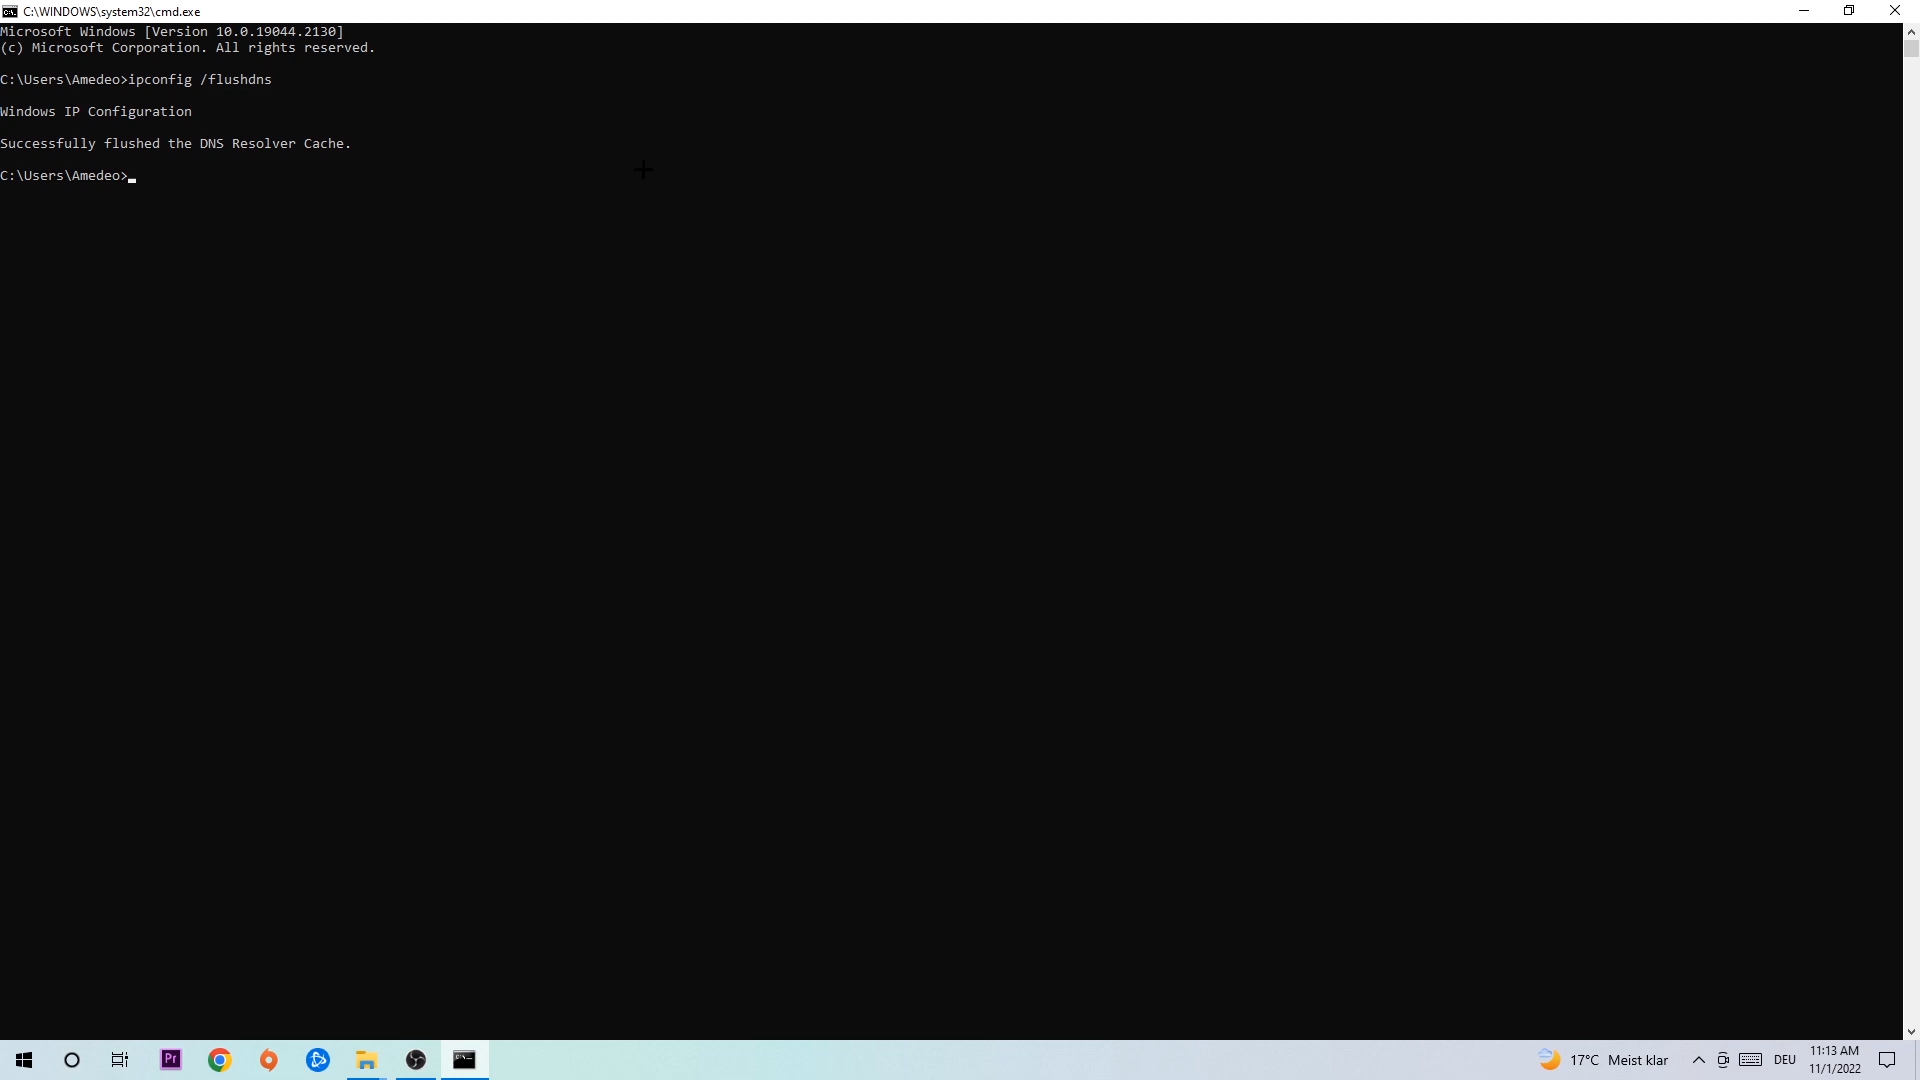 C:\WINDOWS\system32\cmd.exe
Microsoft Windows [Version 10.0.19044.2130]
(c) Microsoft Corporation. All rights reserved.
C:\Users\Amedeo>ipconfig /flushdns
Windows IP Configuration
Successfully flushed the DNS Resolver Cache.
C:\Users\Amedeo>
Pr
17°C Meist klar
DEU
11:13 AM
11/1/2022